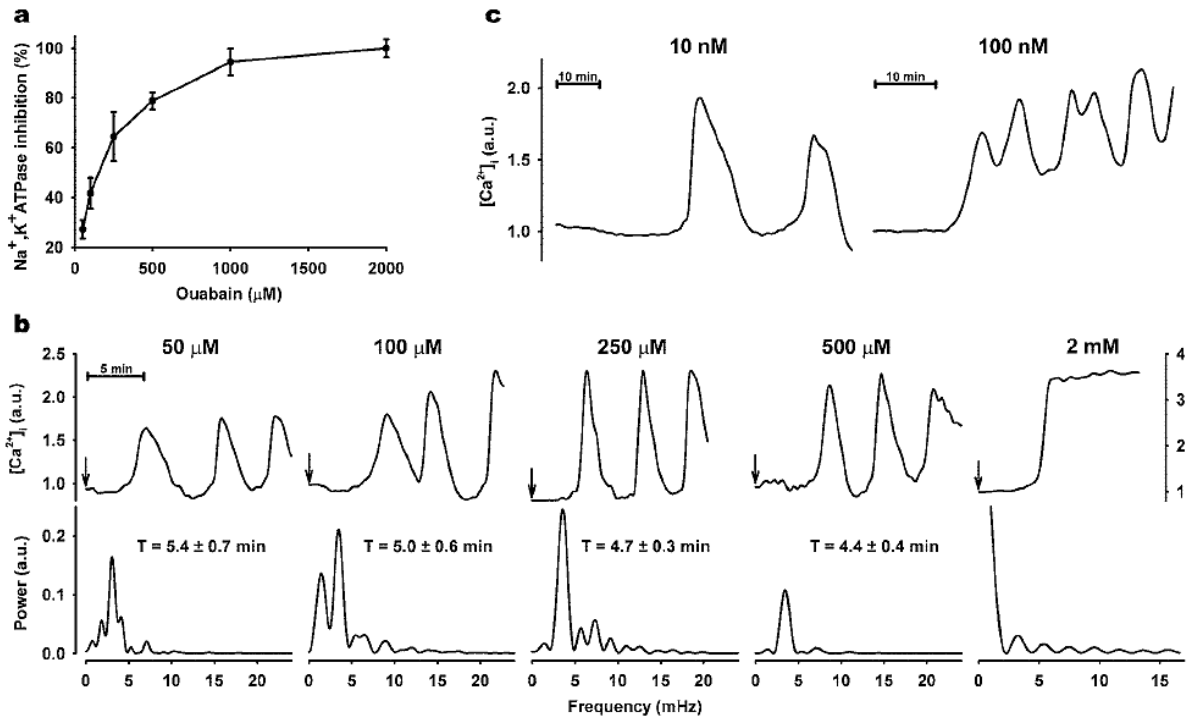 a
Na⁺,K⁺ATPase inhibition (%)
100
80
60
40
20
0 500 1000 1500 2000
Ouabain (μM)
c
10 nM 100 nM
10 min 10 min
[Ca²⁺]ᵢ (a.u.)
2.0
1.5
1.0
b
50 μM 100 μM 250 μM 500 μM 2 mM
5 min
[Ca²⁺]ᵢ (a.u.)
2.5
2.0
1.5
1.0
4
3
2
1
Power (a.u.)
0.2
0.1
0.0
T = 5.4 ± 0.7 min T = 5.0 ± 0.6 min T = 4.7 ± 0.3 min T = 4.4 ± 0.4 min
0 5 10 15 20 0 5 10 15 20 0 5 10 15 20 0 5 10 15 20 0 5 10 15
Frequency (mHz)